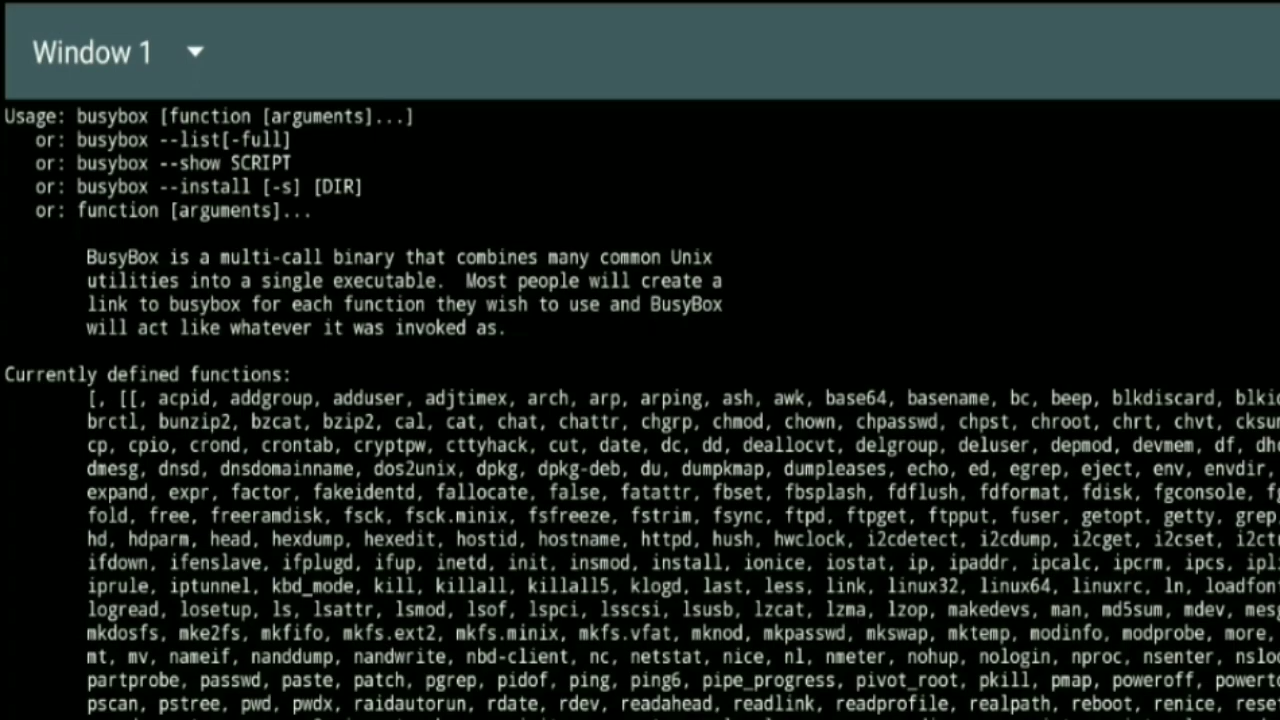 Window 1
Usage: busybox [function [arguments]...]
or: busybox --list[-full]
or: busybox --show SCRIPT
or: busybox --install [-s] [DIR]
or: function [arguments]...
BusyBox is a multi-call binary that combines many common Unix
utilities into a single executable.  Most people will create a
link to busybox for each function they wish to use and BusyBox
will act like whatever it was invoked as.
Currently defined functions:
[, [[, acpid, addgroup, adduser, adjtimex, arch, arp, arping, ash, awk, base64, basename, bc, beep, blkdiscard, blki
brctl, bunzip2, bzcat, bzip2, cal, cat, chat, chattr, chgrp, chmod, chown, chpasswd, chpst, chroot, chrt, chvt, cksu
cp, cpio, crond, crontab, cryptpw, cttyhack, cut, date, dc, dd, deallocvt, delgroup, deluser, depmod, devmem, df, dh
dmesg, dnsd, dnsdomainname, dos2unix, dpkg, dpkg-deb, du, dumpkmap, dumpleases, echo, ed, egrep, eject, env, envdir,
expand, expr, factor, fakeidentd, fallocate, false, fatattr, fbset, fbsplash, fdflush, fdformat, fdisk, fgconsole, f
fold, free, freeramdisk, fsck, fsck.minix, fsfreeze, fstrim, fsync, ftpd, ftpget, ftpput, fuser, getopt, getty, grep
hd, hdparm, head, hexdump, hexedit, hostid, hostname, httpd, hush, hwclock, i2cdetect, i2cdump, i2cget, i2cset, i2ct
ifdown, ifenslave, ifplugd, ifup, inetd, init, insmod, install, ionice, iostat, ip, ipaddr, ipcalc, ipcrm, ipcs, ipl
iprule, iptunnel, kbd_mode, kill, killall, killall5, klogd, last, less, link, linux32, linux64, linuxrc, ln, loadfon
logread, losetup, ls, lsattr, lsmod, lsof, lspci, lsscsi, lsusb, lzcat, lzma, lzop, makedevs, man, md5sum, mdev, mes
mkdosfs, mke2fs, mkfifo, mkfs.ext2, mkfs.minix, mkfs.vfat, mknod, mkpasswd, mkswap, mktemp, modinfo, modprobe, more,
mt, mv, nameif, nanddump, nandwrite, nbd-client, nc, netstat, nice, nl, nmeter, nohup, nologin, nproc, nsenter, nslo
partprobe, passwd, paste, patch, pgrep, pidof, ping, ping6, pipe_progress, pivot_root, pkill, pmap, poweroff, powert
pscan, pstree, pwd, pwdx, raidautorun, rdate, rdev, readahead, readlink, readprofile, realpath, reboot, renice, rese